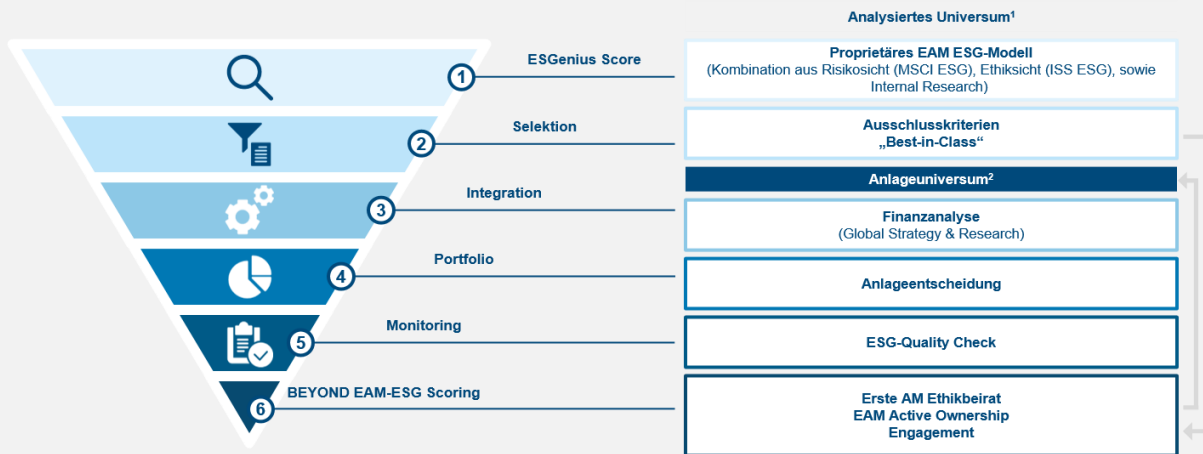 Analysiertes Universum¹
1
ESGenius Score
Proprietäres EAM ESG-Modell
(Kombination aus Risikosicht (MSCI ESG), Ethiksicht (ISS ESG), sowie
Internal Research)
2
Selektion
Ausschlusskriterien
„Best-in-Class“
Anlageuniversum²
3
Integration
Finanzanalyse
(Global Strategy & Research)
4
Portfolio
Anlageentscheidung
5
Monitoring
ESG-Quality Check
6
BEYOND EAM-ESG Scoring
Erste AM Ethikbeirat
EAM Active Ownership
Engagement